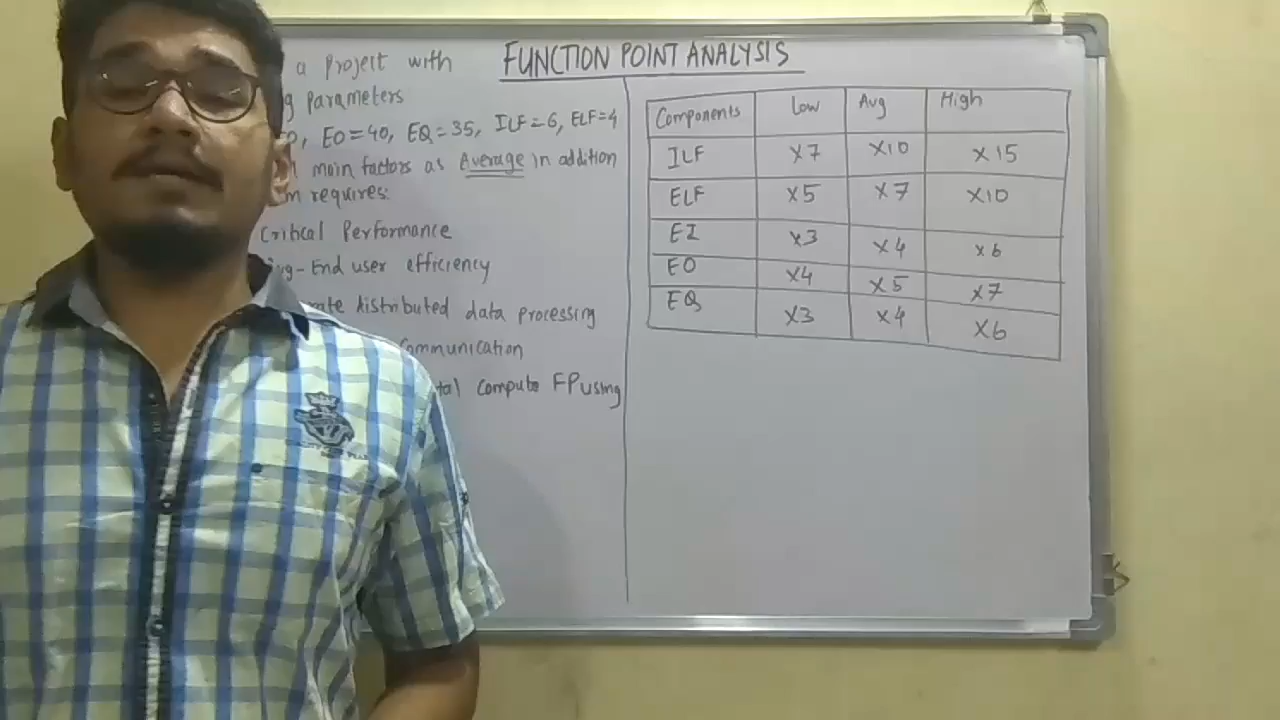 FUNCTION POINT ANALYSIS
a project with
parameters
EO=40, EQ=35, ILF=6, ELF=4
main factors as Average in addition
requires:
Critical Performance
End user efficiency
distributed data processing
Communication
compute FP using
Components Low Avg High
ILF X7 X10 X15
ELF X5 X7 X10
EI X3 X4 X6
EO X4 X5 X7
EQ X3 X4 X6